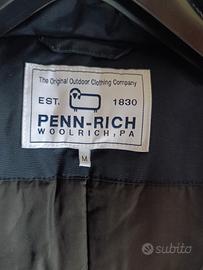 The Original Outdoor Clothing Company
EST. 1830
PENN-RICH
WOOLRICH, PA
M
subito